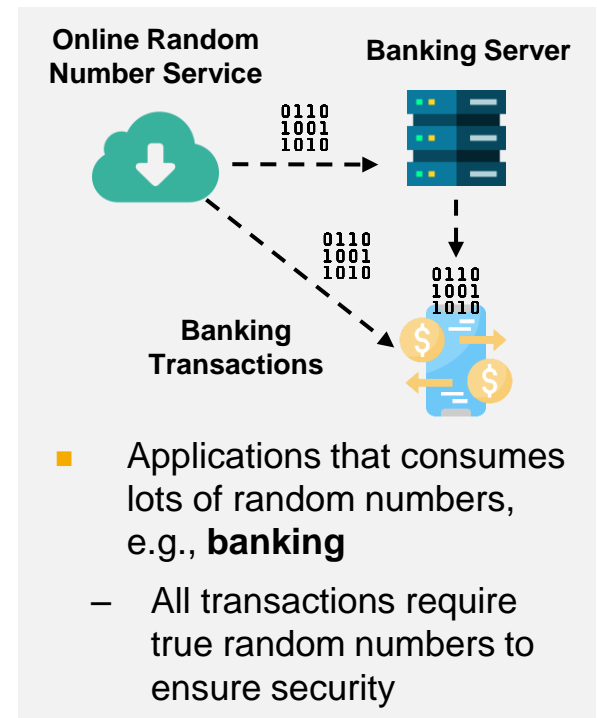 Online Random
Number Service
Banking Server
0110
1001
1010
0110
1001
1010
0110
1001
1010
Banking
Transactions
$
$
■ Applications that consumes
lots of random numbers,
e.g., banking
– All transactions require
true random numbers to
ensure security